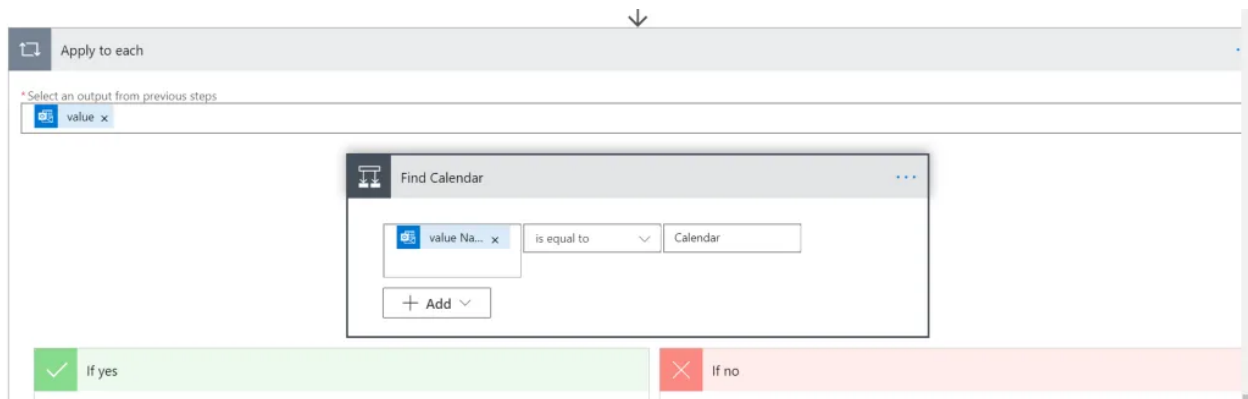 Apply to each
* Select an output from previous steps
value x
Find Calendar
value Na... x is equal to Calendar
+ Add
If yes
If no